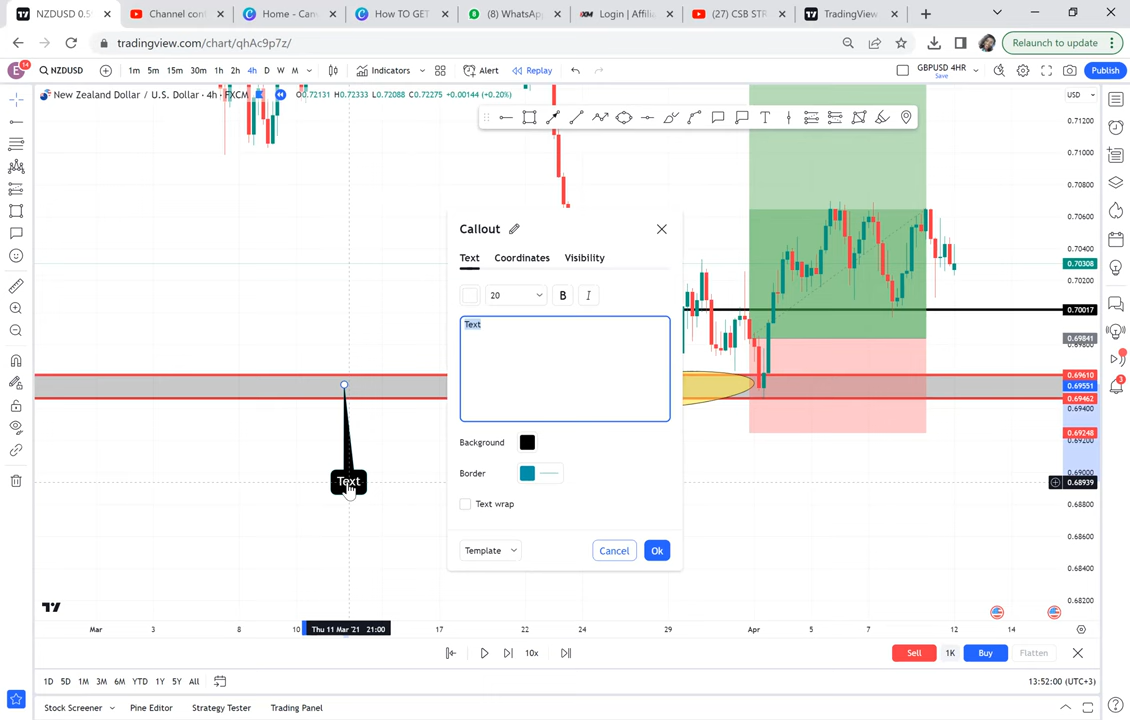 NZDUSD 0.5
Channel con
Home - Can
How TO GET
(8) WhatsAp
Login | Affilia
(27) CSB STR
TradingView
tradingview.com/chart/qhAc9p7z/
Relaunch to update
E
14
NZDUSD
1m 5m 15m 30m 1h 2h 4h D W M
Indicators
Alert
Replay
GBPUSD 4HR
Save
Publish
New Zealand Dollar / U.S. Dollar · 4h · FXCM
O0.72131 H0.72333 L0.72088 C0.72275 +0.00144 (+0.20%)
USD
0.71200
0.71000
0.70800
0.70600
0.70400
0.70308
0.70017
0.69841
0.69610
0.69551
0.69462
0.69400
0.69248
0.69000
0.68939
0.68800
0.68600
0.68400
0.68200
Callout
Text Coordinates Visibility
20 B I
Text
Background
Border
Text wrap
Template
Cancel
Ok
Text
3
Mar 3 8 10 Thu 11 Mar '21 21:00 17 22 24 29 Apr 5 7 12 14
10x
Sell 1K Buy Flatten
1D 5D 1M 3M 6M YTD 1Y 5Y All
13:52:00 (UTC+3)
Stock Screener Pine Editor Strategy Tester Trading Panel